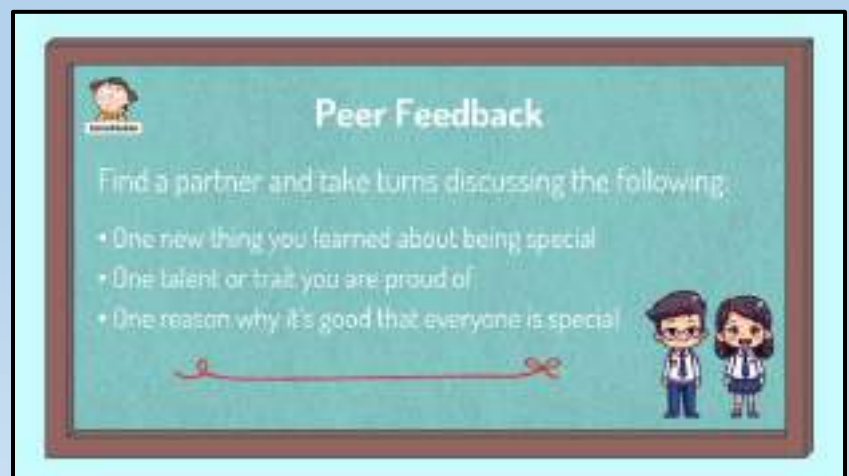 Peer Feedback
Find a partner and take turns discussing the following:
• One new thing you learned about being special
• One talent or trait you are proud of
• One reason why it's good that everyone is special